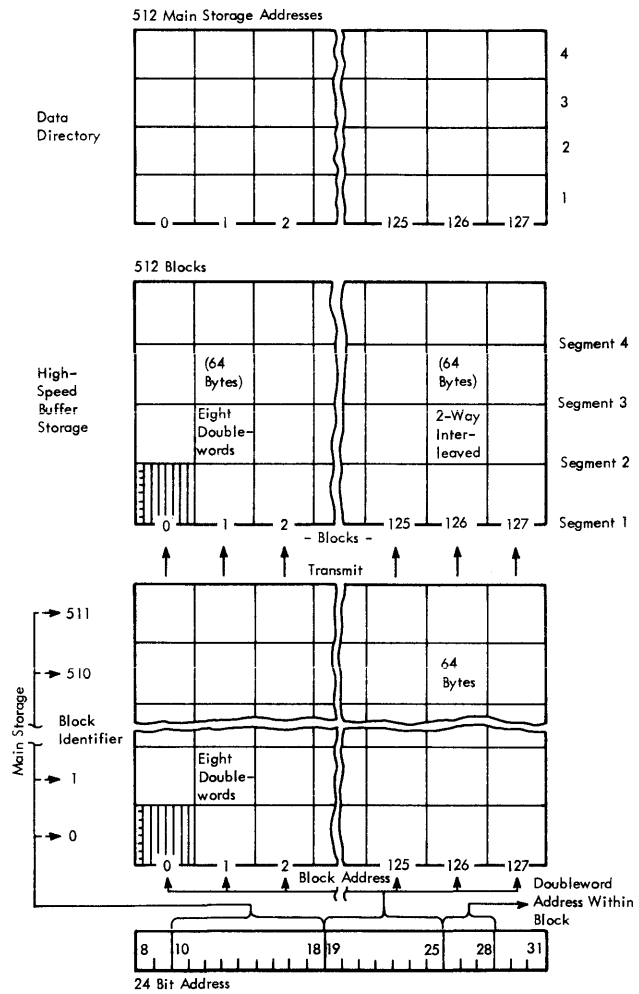 512 Main Storage Addresses
4
3
Data
Directory
2
1
0 1 2 125 126 127
512 Blocks
Segment 4
(64
Bytes)
(64
Bytes)
High-
Speed
Buffer
Storage
Segment 3
Eight
Double-
words
2-Way
Inter-
leaved
Segment 2
0 1 2 125 126 127
Segment 1
- Blocks -
Transmit
511
510
64
Bytes
Main Storage
Block
Identifier
Eight
Double-
words
1
0
0 1 2 125 126 127
Block Address
Doubleword
Address Within
Block
8 10 18 19 25 28 31
24 Bit Address